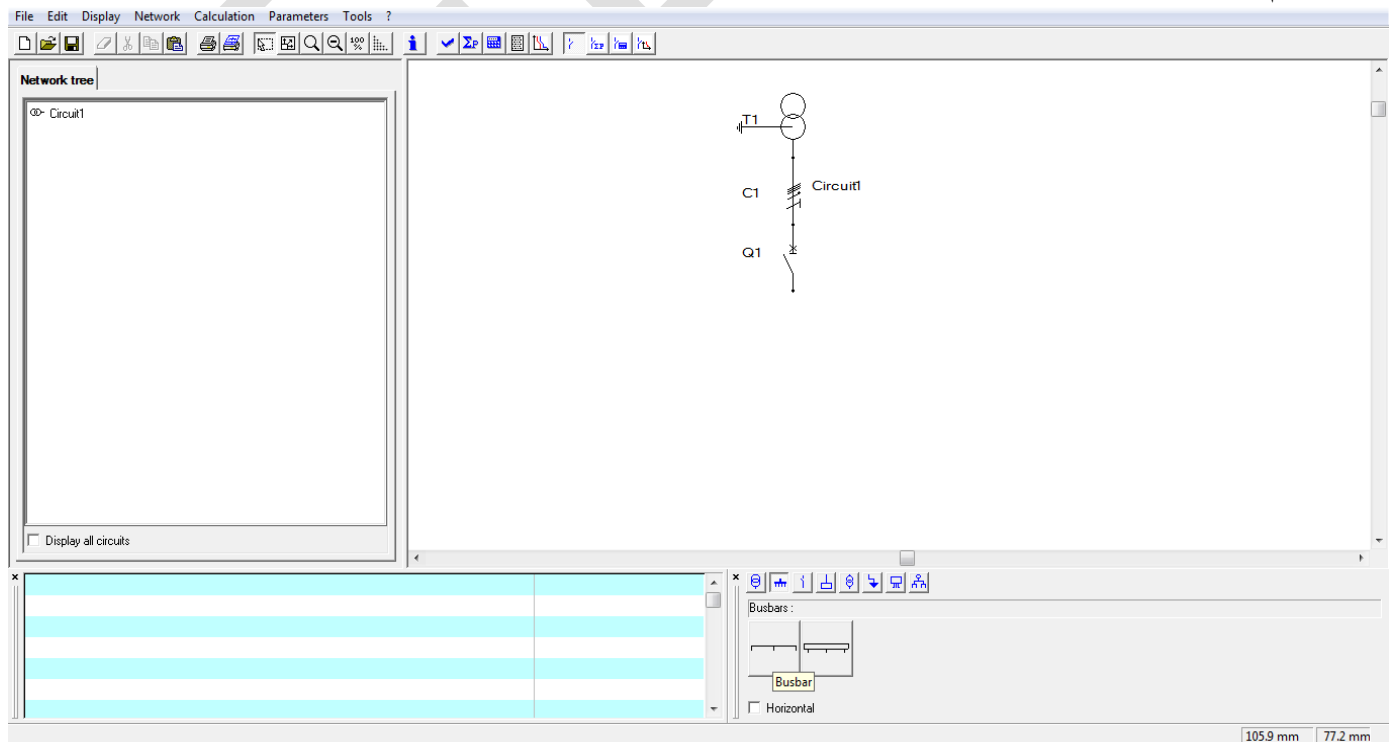 File Edit Display Network Calculation Parameters Tools ?
100 %
Network tree
Circuit1
T1
C1 Circuit1
Q1
Display all circuits
Busbars :
Busbar
Horizontal
105.9 mm 77.2 mm